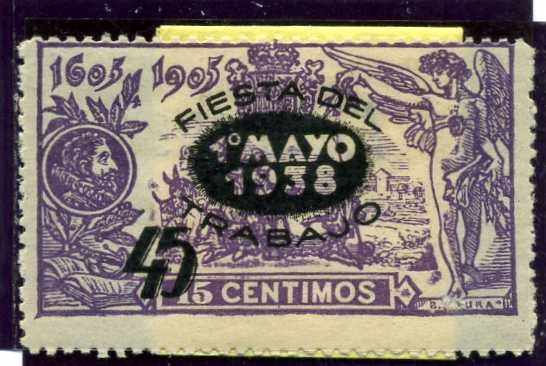 1605 1905
FIESTA DEL
1º MAYO
1938
TRABAJO
45
15 CENTIMOS